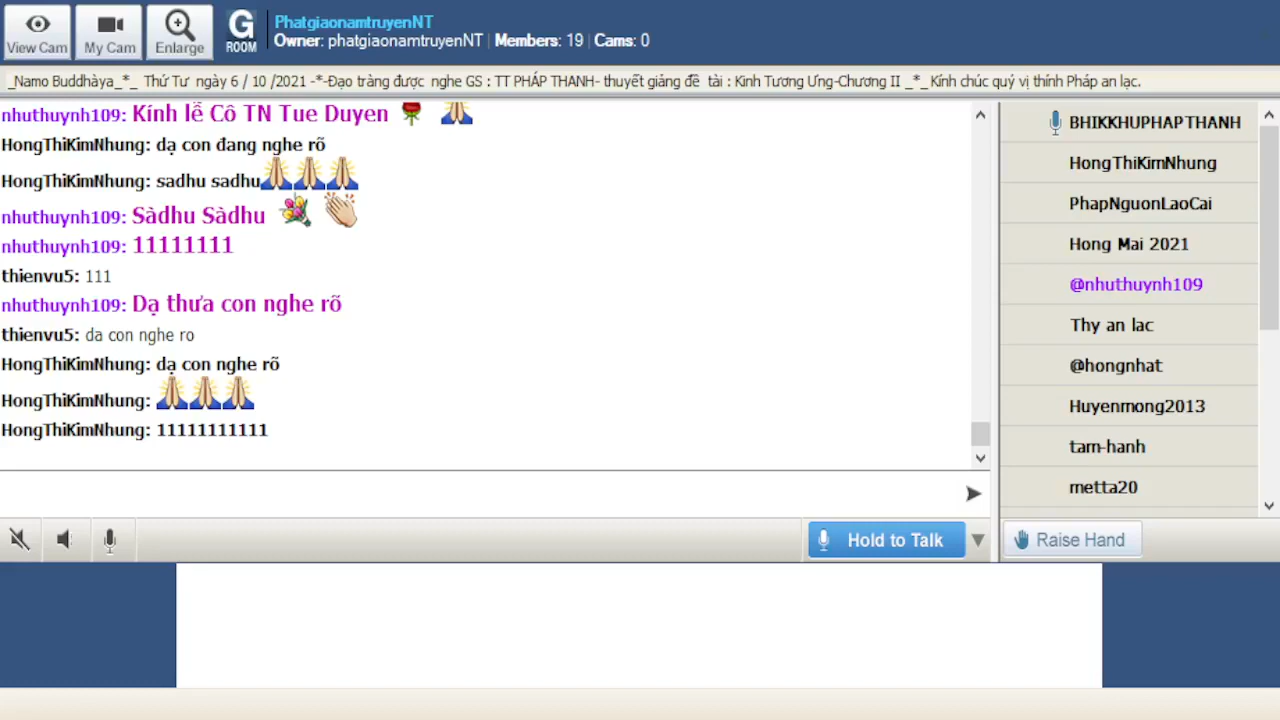 View Cam
My Cam
Enlarge
G
ROOM
PhatgiaonamtruyenNT
Owner: phatgiaonamtruyenNT | Members: 19 | Cams: 0
_Namo Buddhàya_*_ Thứ Tư ngày 6 / 10 /2021 -*-Đạo tràng được nghe GS : TT PHÁP THANH- thuyết giảng đề tài : Kinh Tương Ưng-Chương II _*_Kính chúc quý vị thính Pháp an lạc.
nhuthuynh109: Kính lễ Cô TN Tue Duyen
HongThiKimNhung: dạ con đang nghe rõ
HongThiKimNhung: sadhu sadhu
nhuthuynh109: Sàdhu Sàdhu
nhuthuynh109: 11111111
thienvu5: 111
nhuthuynh109: Dạ thưa con nghe rõ
thienvu5: da con nghe ro
HongThiKimNhung: dạ con nghe rõ
HongThiKimNhung:
HongThiKimNhung: 11111111111
BHIKKHUPHAPTHANH
HongThiKimNhung
PhapNguonLaoCai
Hong Mai 2021
@nhuthuynh109
Thy an lac
@hongnhat
Huyenmong2013
tam-hanh
metta20
Hold to Talk
Raise Hand